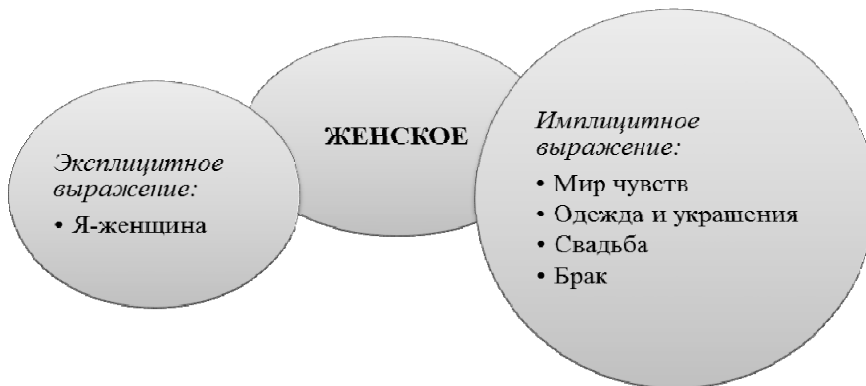 Эксплицитное
выражение:
• Я-женщина
ЖЕНСКОЕ
Имплицитное
выражение:
• Мир чувств
• Одежда и украшения
• Свадьба
• Брак